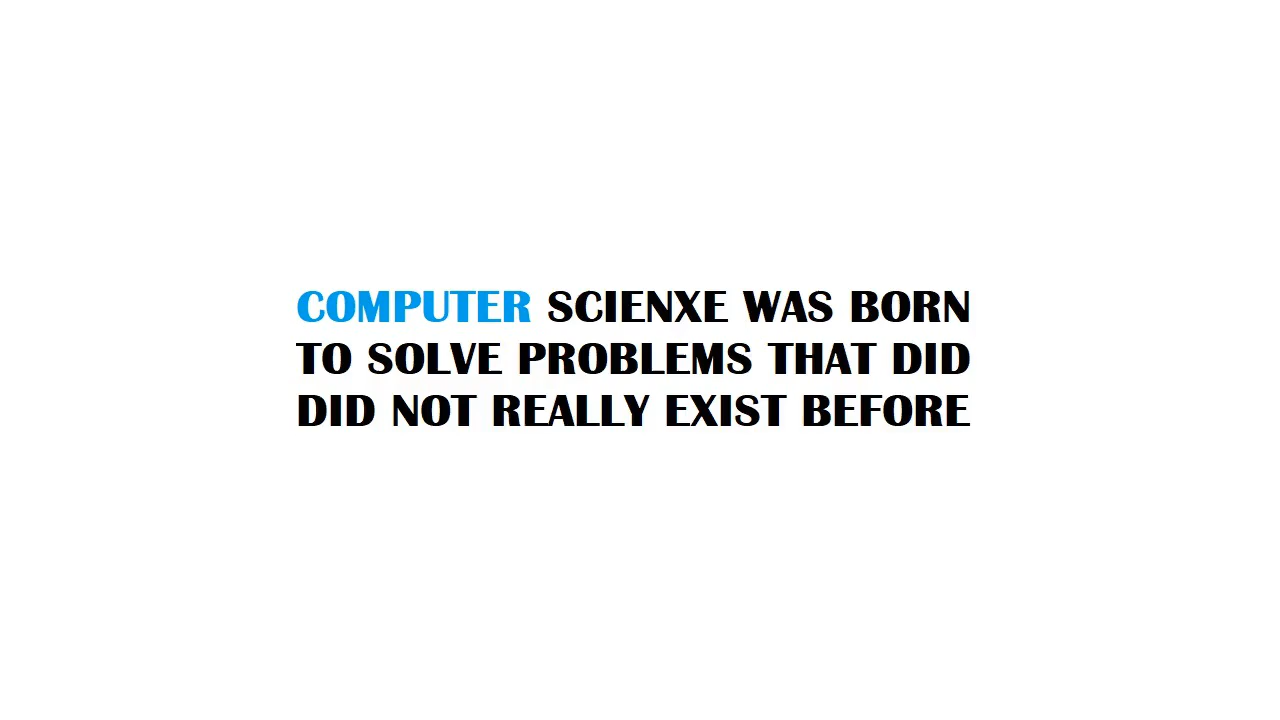 COMPUTER SCIENXE WAS BORN
TO SOLVE PROBLEMS THAT DID
DID NOT REALLY EXIST BEFORE